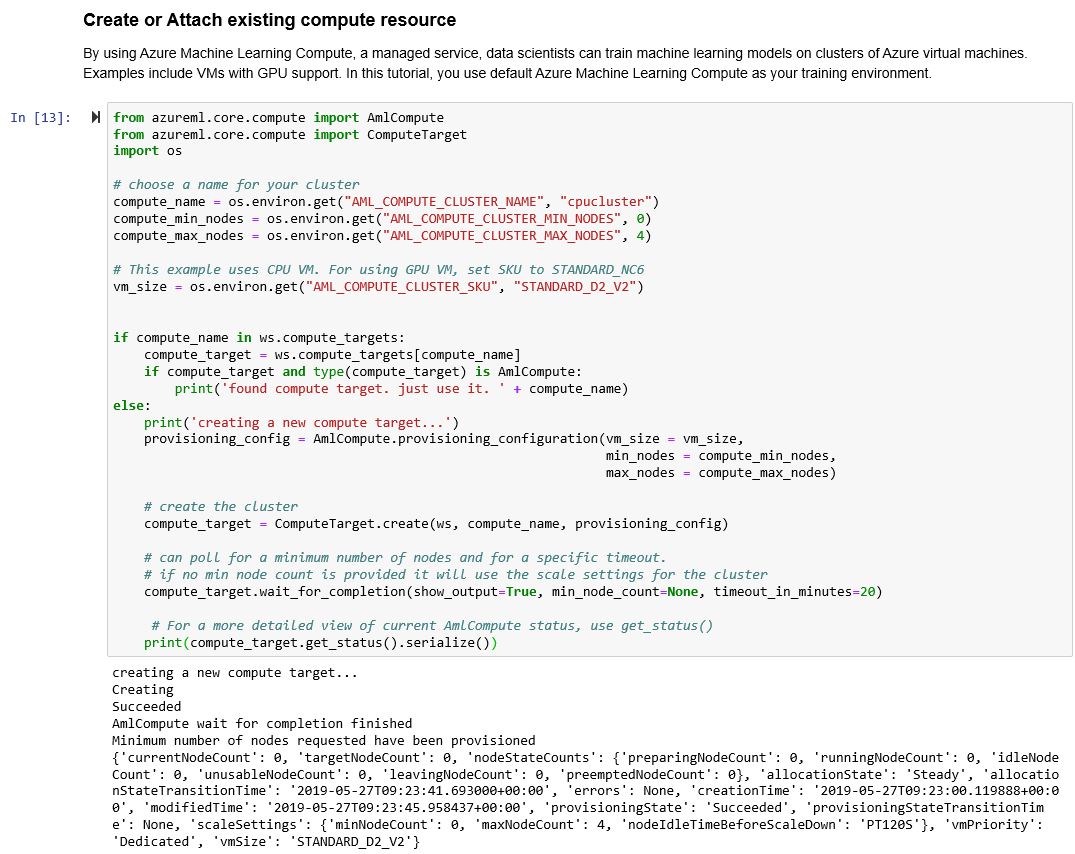 Create or Attach existing compute resource
By using Azure Machine Learning Compute, a managed service, data scientists can train machine learning models on clusters of Azure virtual machines.
Examples include VMs with GPU support. In this tutorial, you use default Azure Machine Learning Compute as your training environment.
In [13]:
from azureml.core.compute import AmlCompute
from azureml.core.compute import ComputeTarget
import os
# choose a name for your cluster
compute_name = os.environ.get("AML_COMPUTE_CLUSTER_NAME", "cpucluster")
compute_min_nodes = os.environ.get("AML_COMPUTE_CLUSTER_MIN_NODES", 0)
compute_max_nodes = os.environ.get("AML_COMPUTE_CLUSTER_MAX_NODES", 4)
# This example uses CPU VM. For using GPU VM, set SKU to STANDARD_NC6
vm_size = os.environ.get("AML_COMPUTE_CLUSTER_SKU", "STANDARD_D2_V2")
if compute_name in ws.compute_targets:
    compute_target = ws.compute_targets[compute_name]
    if compute_target and type(compute_target) is AmlCompute:
        print('found compute target. just use it. ' + compute_name)
else:
    print('creating a new compute target...')
    provisioning_config = AmlCompute.provisioning_configuration(vm_size = vm_size,
                                                                min_nodes = compute_min_nodes,
                                                                max_nodes = compute_max_nodes)
    # create the cluster
    compute_target = ComputeTarget.create(ws, compute_name, provisioning_config)
    # can poll for a minimum number of nodes and for a specific timeout.
    # if no min node count is provided it will use the scale settings for the cluster
    compute_target.wait_for_completion(show_output=True, min_node_count=None, timeout_in_minutes=20)
     # For a more detailed view of current AmlCompute status, use get_status()
    print(compute_target.get_status().serialize())
creating a new compute target...
Creating
Succeeded
AmlCompute wait for completion finished
Minimum number of nodes requested have been provisioned
{'currentNodeCount': 0, 'targetNodeCount': 0, 'nodeStateCounts': {'preparingNodeCount': 0, 'runningNodeCount': 0, 'idleNode
Count': 0, 'unusableNodeCount': 0, 'leavingNodeCount': 0, 'preemptedNodeCount': 0}, 'allocationState': 'Steady', 'allocatio
nStateTransitionTime': '2019-05-27T09:23:41.693000+00:00', 'errors': None, 'creationTime': '2019-05-27T09:23:00.119888+00:0
0', 'modifiedTime': '2019-05-27T09:23:45.958437+00:00', 'provisioningState': 'Succeeded', 'provisioningStateTransitionTim
e': None, 'scaleSettings': {'minNodeCount': 0, 'maxNodeCount': 4, 'nodeIdleTimeBeforeScaleDown': 'PT120S'}, 'vmPriority':
'Dedicated', 'vmSize': 'STANDARD_D2_V2'}